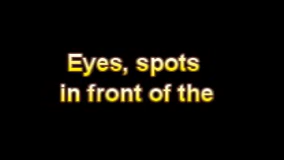 Eyes, spots
in front of the